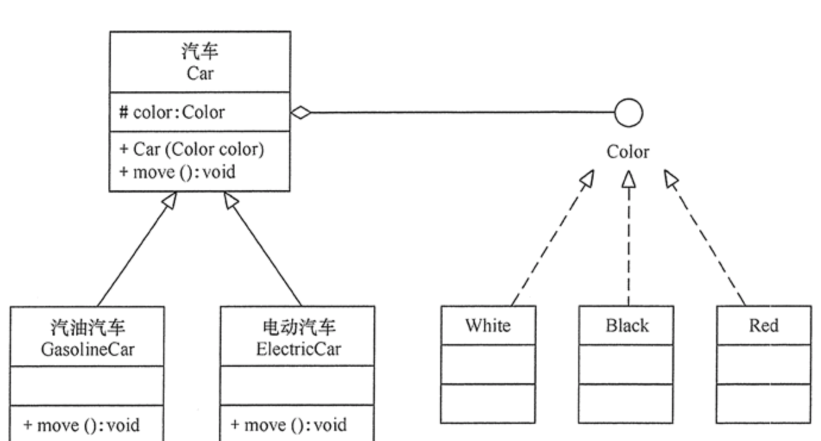 汽车
Car
# color:Color
+ Car (Color color)
+ move ():void
Color
汽油汽车
GasolineCar
+ move ():void
电动汽车
ElectricCar
+ move ():void
White
Black
Red